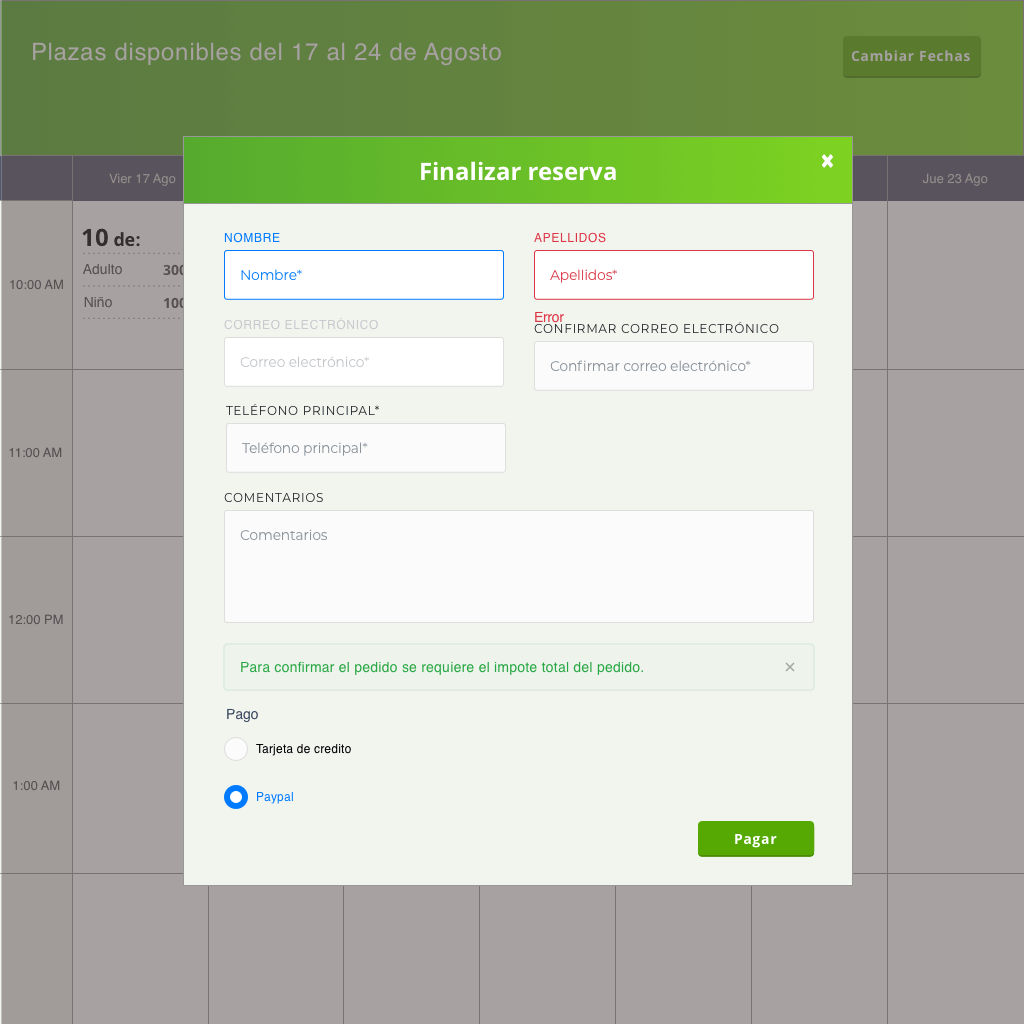 Plazas disponibles del 17 al 24 de Agosto
Cambiar Fechas
Vier 17 Ago
Jue 23 Ago
Finalizar reserva
10 de:
Adulto
Niño
10:00 AM
11:00 AM
12:00 PM
1:00 AM
NOMBRE
Nombre*
APELLIDOS
Apellidos*
Error
CORREO ELECTRÓNICO
Correo electrónico*
CONFIRMAR CORREO ELECTRÓNICO
Confirmar correo electrónico*
TELÉFONO PRINCIPAL*
Teléfono principal*
COMENTARIOS
Comentarios
Para confirmar el pedido se requiere el impote total del pedido.
Pago
Tarjeta de credito
Paypal
Pagar